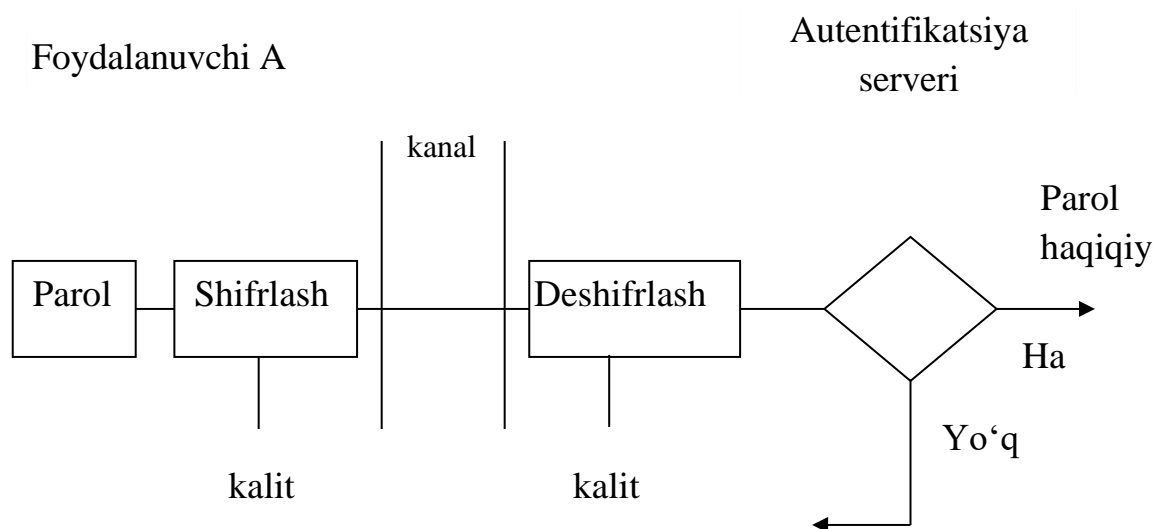 Foydalanuvchi A
Autentifikatsiya
serveri
kanal
Parol
haqiqiy
Parol
Shifrlash
Deshifrlash
Ha
Yo‘q
kalit
kalit